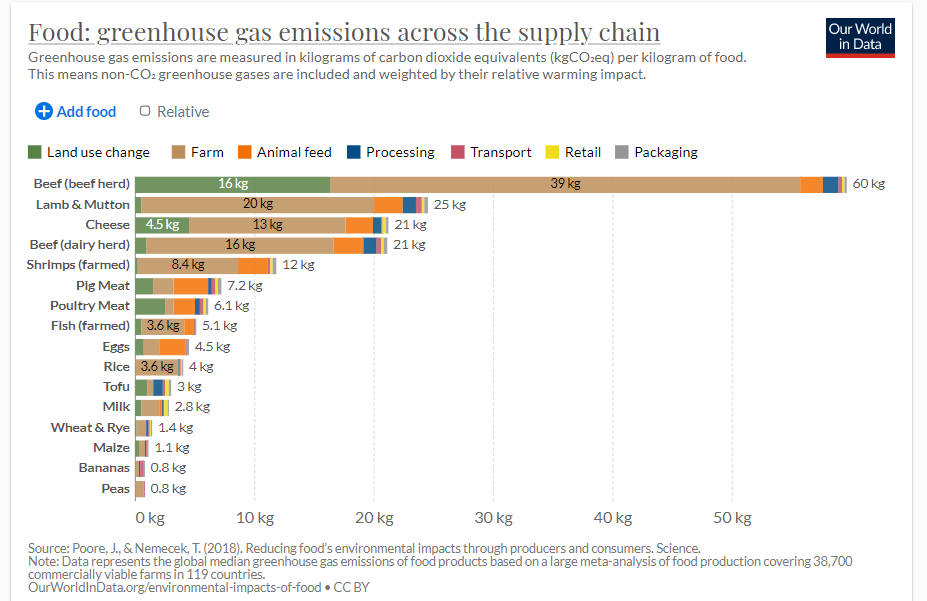 Food: greenhouse gas emissions across the supply chain
Our World
in Data
Greenhouse gas emissions are measured in kilograms of carbon dioxide equivalents (kgCO₂eq) per kilogram of food.
This means non-CO₂ greenhouse gases are included and weighted by their relative warming impact.
Add food
Relative
Land use change Farm Animal feed Processing Transport Retail Packaging
Beef (beef herd) 16 kg 39 kg 60 kg
Lamb & Mutton 20 kg 25 kg
Cheese 4.5 kg 13 kg 21 kg
Beef (dairy herd) 16 kg 21 kg
Shrimps (farmed) 8.4 kg 12 kg
Pig Meat 7.2 kg
Poultry Meat 6.1 kg
Fish (farmed) 3.6 kg 5.1 kg
Eggs 4.5 kg
Rice 3.6 kg 4 kg
Tofu 3 kg
Milk 2.8 kg
Wheat & Rye 1.4 kg
Maize 1.1 kg
Bananas 0.8 kg
Peas 0.8 kg
0 kg 10 kg 20 kg 30 kg 40 kg 50 kg
Source: Poore, J., & Nemecek, T. (2018). Reducing food's environmental impacts through producers and consumers. Science.
Note: Data represents the global median greenhouse gas emissions of food products based on a large meta-analysis of food production covering 38,700
commercially viable farms in 119 countries.
OurWorldInData.org/environmental-impacts-of-food • CC BY